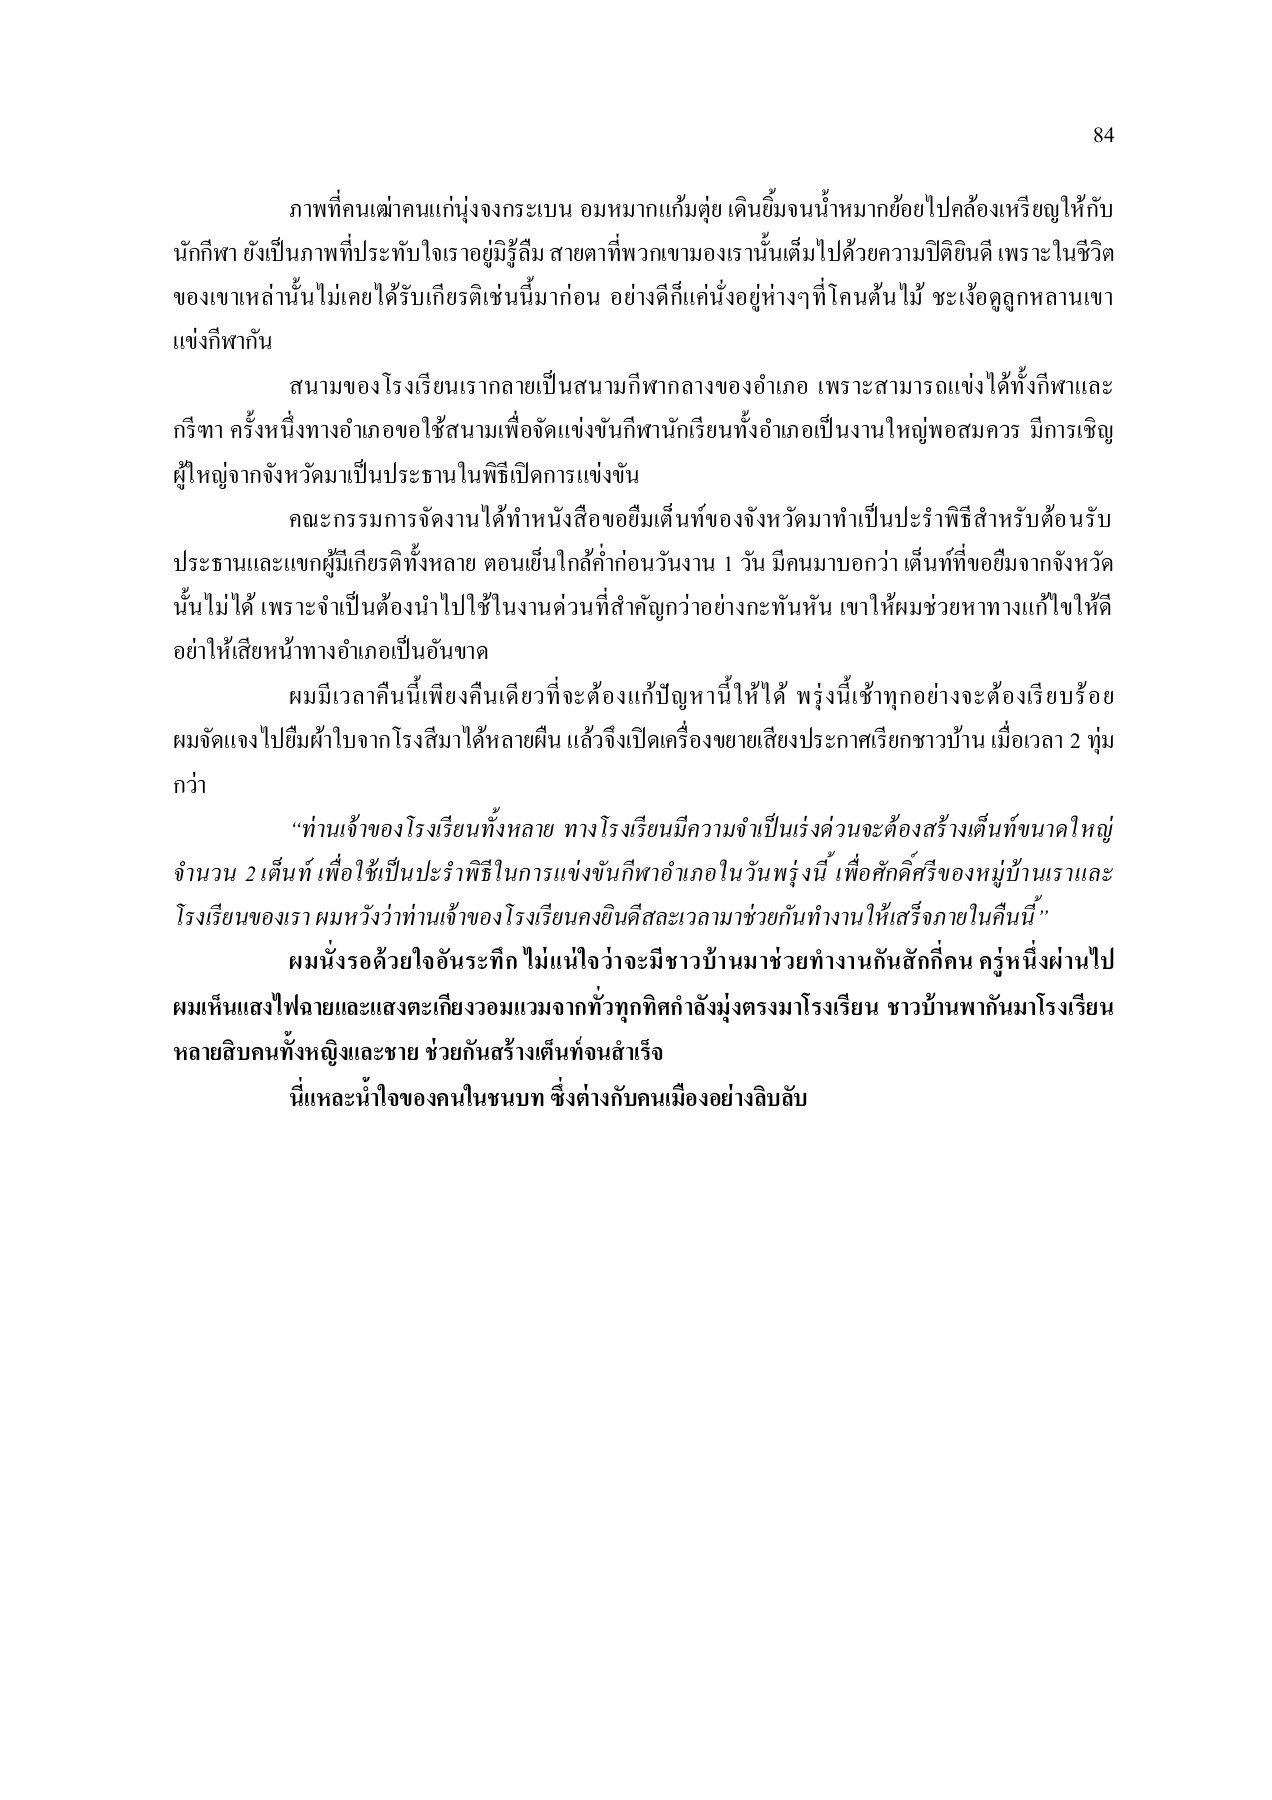 84
ภาพที่คนเฒ่าคนแก่นุ่งจงกระเบน อมหมากแก้มตุ่ย เดินยิ้มจนน้ำหมากย้อยไปคล้องเหรียญให้กับ
นักกีฬา ยังเป็นภาพที่ประทับใจเราอยู่มิรู้ลืม สายตาที่พวกเขามองเรานั้นเต็มไปด้วยความปิติยินดี เพราะในชีวิต
ของเขาเหล่านั้นไม่เคยได้รับเกียรติเช่นนี้มาก่อน อย่างดีก็แค่นั่งอยู่ห่างๆที่โคนต้นไม้ ชะเง้อดูลูกหลานเขา
แข่งกีฬากัน
สนามของโรงเรียนเรากลายเป็นสนามกีฬากลางของอำเภอ เพราะสามารถแข่งได้ทั้งกีฬาและ
กรีฑา ครั้งหนึ่งทางอำเภอขอใช้สนามเพื่อจัดแข่งขันกีฬานักเรียนทั้งอำเภอเป็นงานใหญ่พอสมควร มีการเชิญ
ผู้ใหญ่จากจังหวัดมาเป็นประธานในพิธีเปิดการแข่งขัน
คณะกรรมการจัดงานได้ทำหนังสือขอยืมเต็นท์ของจังหวัดมาทำเป็นปะรำพิธีสำหรับต้อนรับ
ประธานและแขกผู้มีเกียรติทั้งหลาย ตอนเย็นใกล้ค่ำก่อนวันงาน 1 วัน มีคนมาบอกว่า เต็นท์ที่ขอยืมจากจังหวัด
นั้นไม่ได้ เพราะจำเป็นต้องนำไปใช้ในงานด่วนที่สำคัญกว่าอย่างกะทันหัน เขาให้ผมช่วยหาทางแก้ไขให้ดี
อย่าให้เสียหน้าทางอำเภอเป็นอันขาด
ผมมีเวลาคืนนี้เพียงคืนเดียวที่จะต้องแก้ปัญหานี้ให้ได้ พรุ่งนี้เช้าทุกอย่างจะต้องเรียบร้อย
ผมจัดแจงไปยืมผ้าใบจากโรงสีมาได้หลายผืน แล้วจึงเปิดเครื่องขยายเสียงประกาศเรียกชาวบ้าน เมื่อเวลา 2 ทุ่ม
กว่า
“ท่านเจ้าของโรงเรียนทั้งหลาย ทางโรงเรียนมีความจำเป็นเร่งด่วนจะต้องสร้างเต็นท์ขนาดใหญ่
จำนวน 2 เต็นท์ เพื่อใช้เป็นปะรำพิธีในการแข่งขันกีฬาอำเภอในวันพรุ่งนี้ เพื่อศักดิ์ศรีของหมู่บ้านเราและ
โรงเรียนของเรา ผมหวังว่าท่านเจ้าของโรงเรียนคงยินดีสละเวลามาช่วยกันทำงานให้เสร็จภายในคืนนี้”
ผมนั่งรอด้วยใจอันระทึก ไม่แน่ใจว่าจะมีชาวบ้านมาช่วยทำงานกันสักกี่คน ครู่หนึ่งผ่านไป
ผมเห็นแสงไฟฉายและแสงตะเกียงวอมแวมจากทั่วทุกทิศกำลังมุ่งตรงมาโรงเรียน ชาวบ้านพากันมาโรงเรียน
หลายสิบคนทั้งหญิงและชาย ช่วยกันสร้างเต็นท์จนสำเร็จ
นี่แหละน้ำใจของคนในชนบท ซึ่งต่างกับคนเมืองอย่างลิบลับ